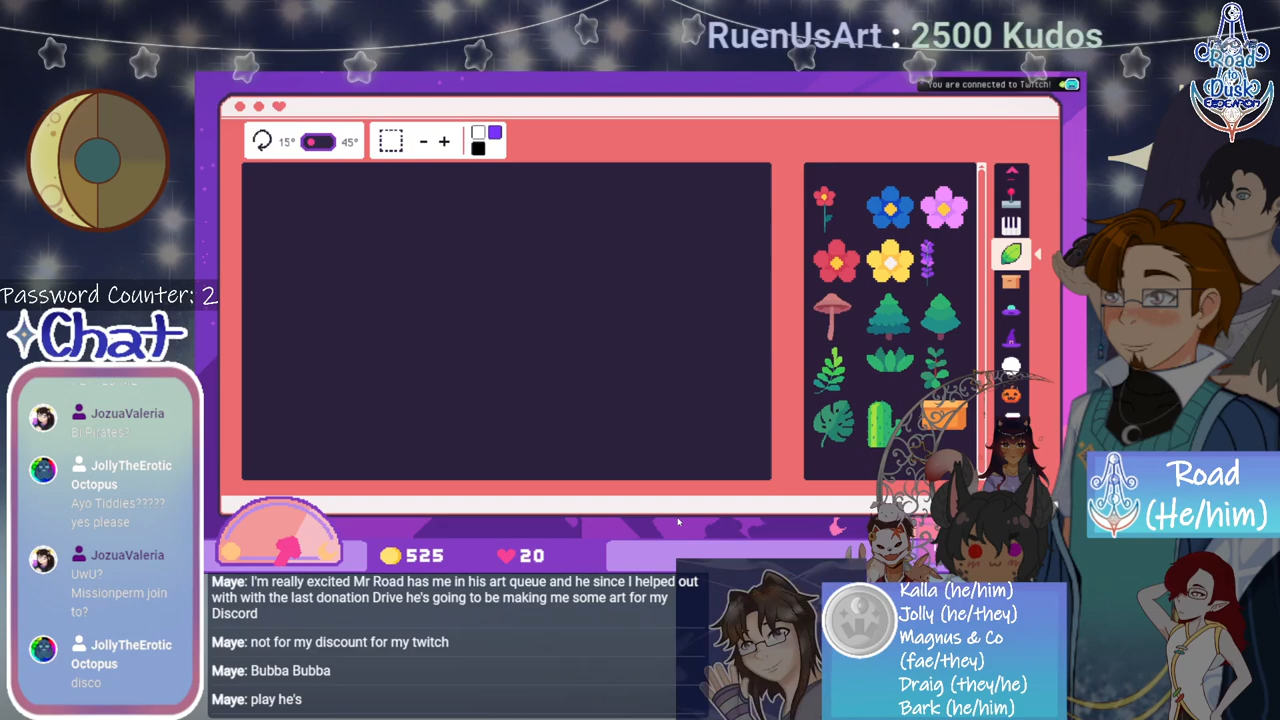 RuenUsArt : 2500 Kudos
You are connected to Twitch!
Road
to
Dusk
15°
45°
Password Counter: 2
Chat
JozuaValeria
Bi Pirates?
JollyTheErotic
Octopus
Ayo Tiddies?????
yes please
JozuaValeria
UwU?
Missionperm join
to?
JollyTheErotic
Octopus
disco
Road
(He/him)
525
20
Maye: I'm really excited Mr Road has me in his art queue and he since I helped out
with with the last donation Drive he's going to be making me some art for my
Discord
Maye: not for my discount for my twitch
Maye: Bubba Bubba
Maye: play he's
Kalla (he/him)
Jolly (he/they)
Magnus & Co
(fae/they)
Draig (they/he)
Bark (he/him)